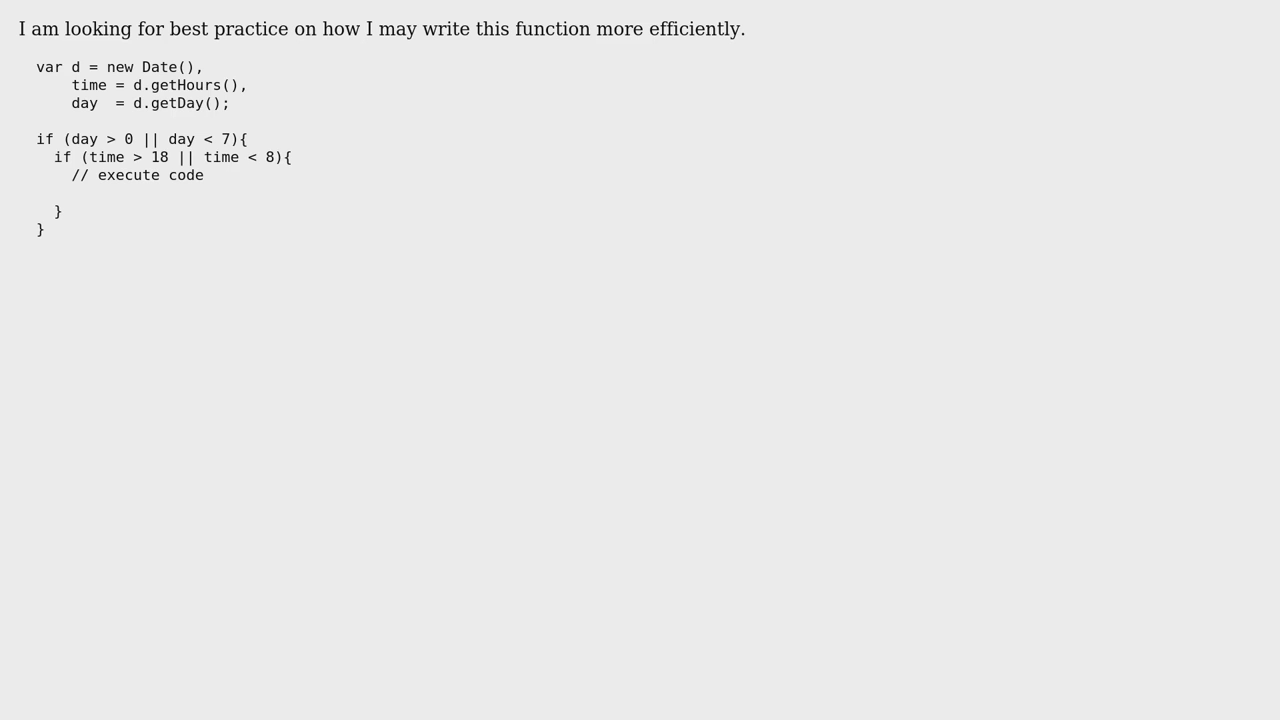 I am looking for best practice on how I may write this function more efficiently.
var d = new Date(),
    time = d.getHours(),
    day  = d.getDay();

if (day > 0 || day < 7){
  if (time > 18 || time < 8){
    // execute code

  }
}